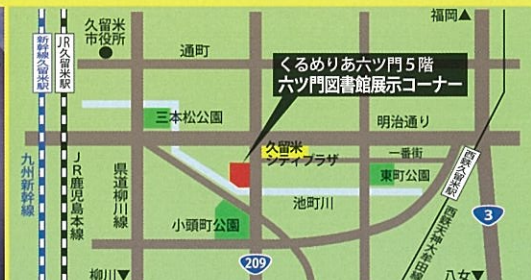 福岡▲
久留米
市役所
新幹線久留米駅
JR久留米駅
通町
くるめりあ六ツ門5階
六ツ門図書館展示コーナー
三本松公園
明治通り
久留米
シティプラザ
一番街
西鉄久留米駅
九州新幹線
JR鹿児島本線
県道柳川線
東町公園
池町川
小頭町公園
西鉄天神大牟田線
3
209
柳川▼
八女▼